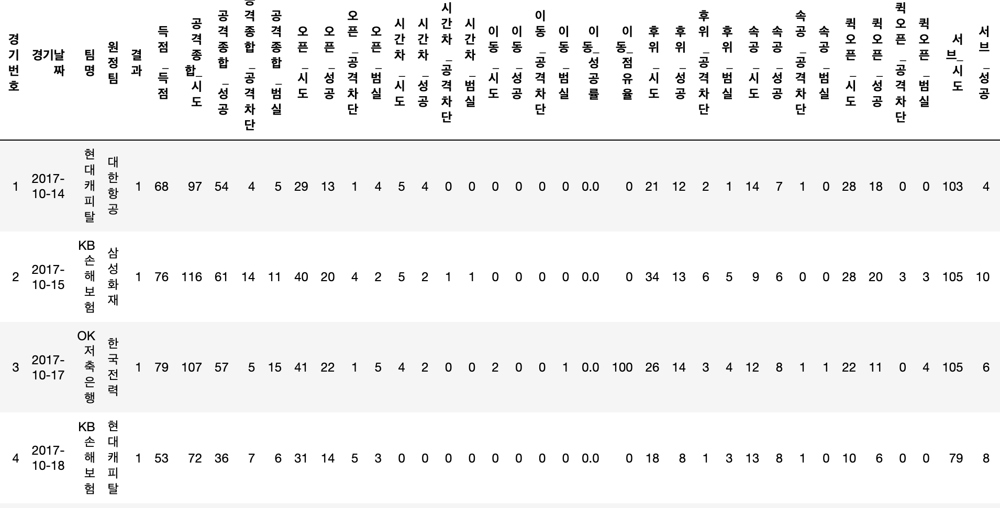 경기번호 경기날짜 팀명 원정팀 결과 득점_득점 공격종합_시도 공격종합_성공 공격종합_공격차단 공격종합_범실 오픈_시도 오픈_성공 오픈_공격차단 오픈_범실 시간차_시도 시간차_성공 시간차_공격차단 시간차_범실 이동_시도 이동_성공 이동_공격차단 이동_범실 이동_성공률 이동_점유율 후위_시도 후위_성공 후위_공격차단 후위_범실 속공_시도 속공_성공 속공_공격차단 속공_범실 퀵오픈_시도 퀵오픈_성공 퀵오픈_공격차단 퀵오픈_범실 서브_시도 서브_성공
1 2017-10-14 현대캐피탈 대한항공 1 68 97 54 4 5 29 13 1 4 5 4 0 0 0 0 0 0 0.0 0 21 12 2 1 14 7 1 0 28 18 0 0 103 4
2 2017-10-15 KB손해보험 삼성화재 1 76 116 61 14 11 40 20 4 2 5 2 1 1 0 0 0 0 0.0 0 34 13 6 5 9 6 0 0 28 20 3 3 105 10
3 2017-10-17 OK저축은행 한국전력 1 79 107 57 5 15 41 22 1 5 4 2 0 0 2 0 0 1 0.0 100 26 14 3 4 12 8 1 1 22 11 0 4 105 6
4 2017-10-18 KB손해보험 현대캐피탈 1 53 72 36 7 6 31 14 5 3 0 0 0 0 0 0 0 0 0.0 0 18 8 1 3 13 8 1 0 10 6 0 0 79 8